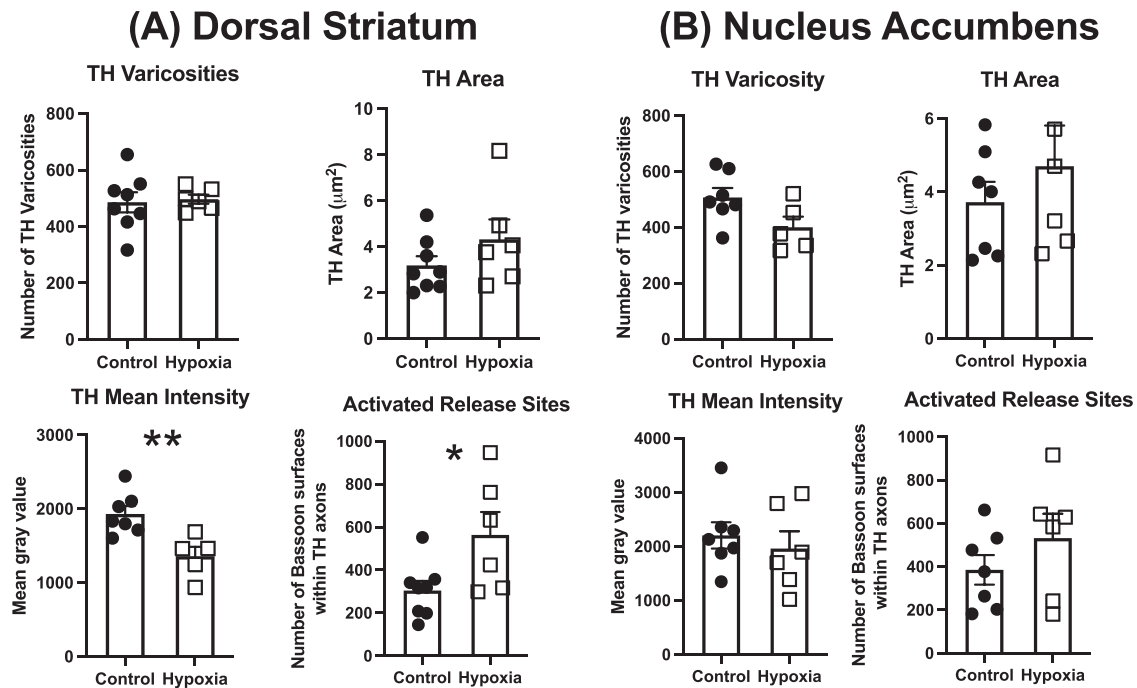 (A) Dorsal Striatum
TH Varicosities
Number of TH Varicosities
800
600
400
200
0
Control Hypoxia
TH Area
TH Area (μm2)
10
8
6
4
2
0
Control Hypoxia
TH Mean Intensity
Mean gray value
3000
2000
1000
0
**
Control Hypoxia
Activated Release Sites
Number of Bassoon surfaces
within TH axons
1000
800
600
400
200
0
*
Control Hypoxia
(B) Nucleus Accumbens
TH Varicosity
Number of TH varicosities
800
600
400
200
0
Control Hypoxia
TH Area
TH Area (μm2)
6
4
2
0
Control Hypoxia
TH Mean Intensity
Mean gray value
4000
3000
2000
1000
0
Control Hypoxia
Activated Release Sites
Number of Bassoon surfaces
within TH axons
1000
800
600
400
200
0
Control Hypoxia